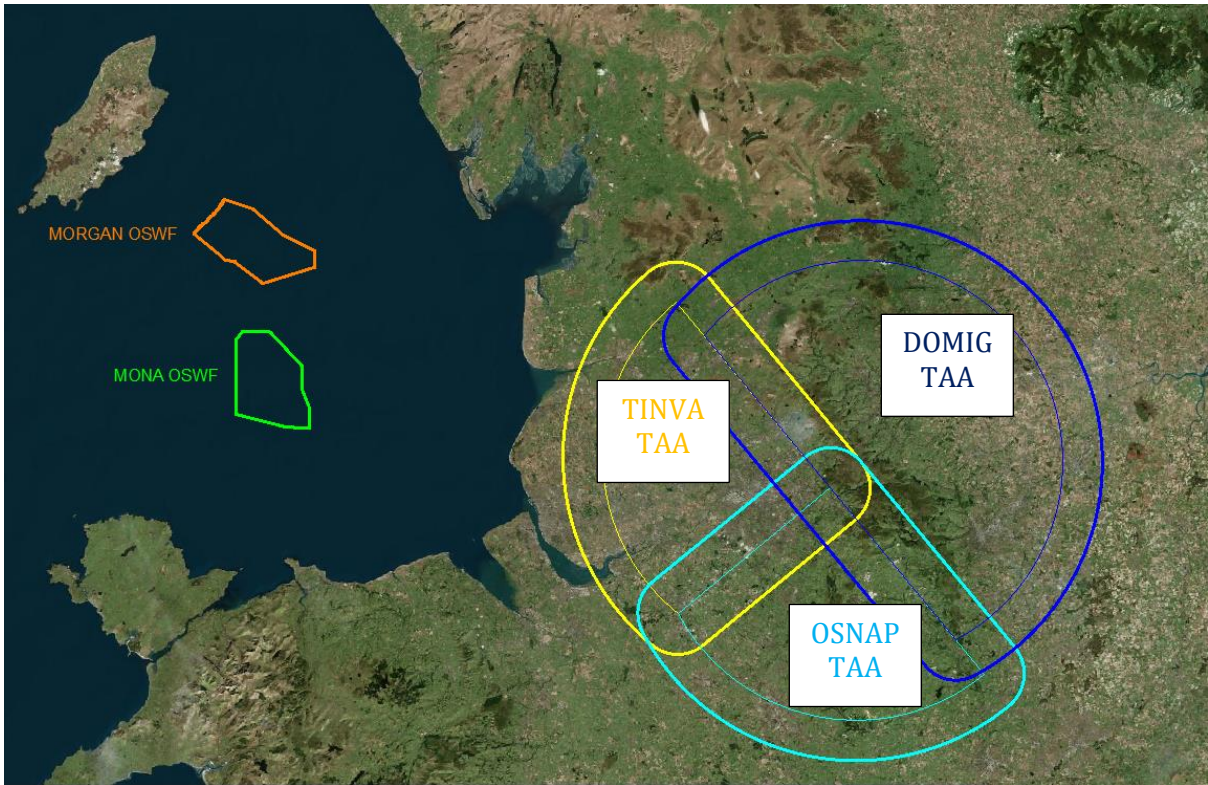 MORGAN OSWF
MONA OSWF
DOMIG
TAA
TINVA
TAA
OSNAP
TAA